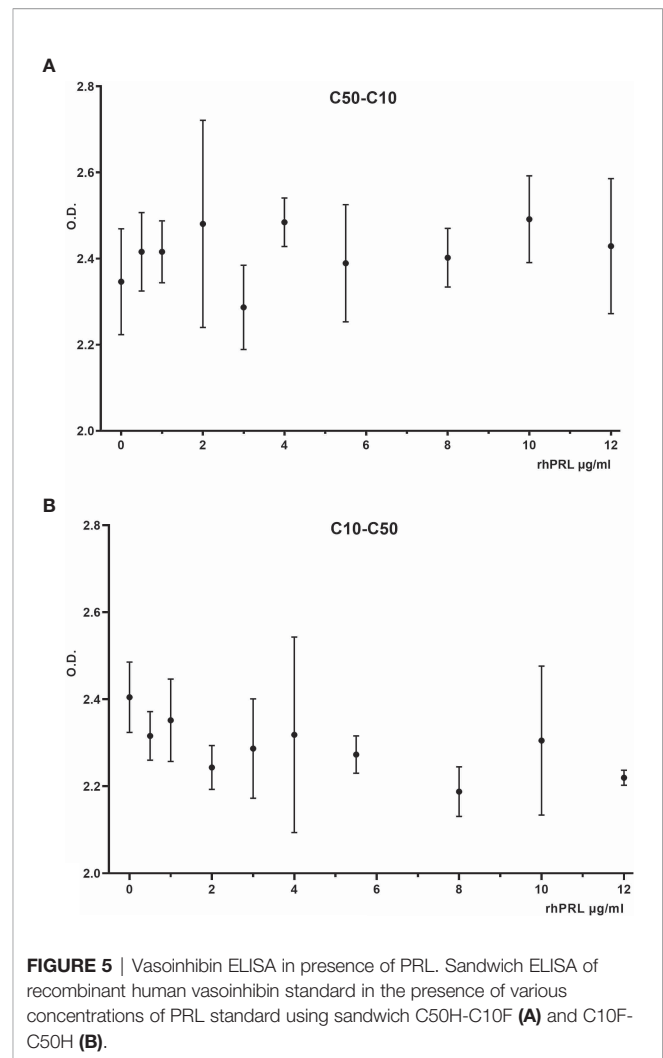 A
C50-C10
2.8
2.6
2.4
2.2
2.0
O.D.
0 2 4 6 8 10 12
rhPRL µg/ml
B
C10-C50
2.8
2.6
2.4
2.2
2.0
O.D.
0 2 4 6 8 10 12
rhPRL µg/ml
FIGURE 5 | Vasoinhibin ELISA in presence of PRL. Sandwich ELISA of
recombinant human vasoinhibin standard in the presence of various
concentrations of PRL standard using sandwich C50H-C10F (A) and C10F-
C50H (B).